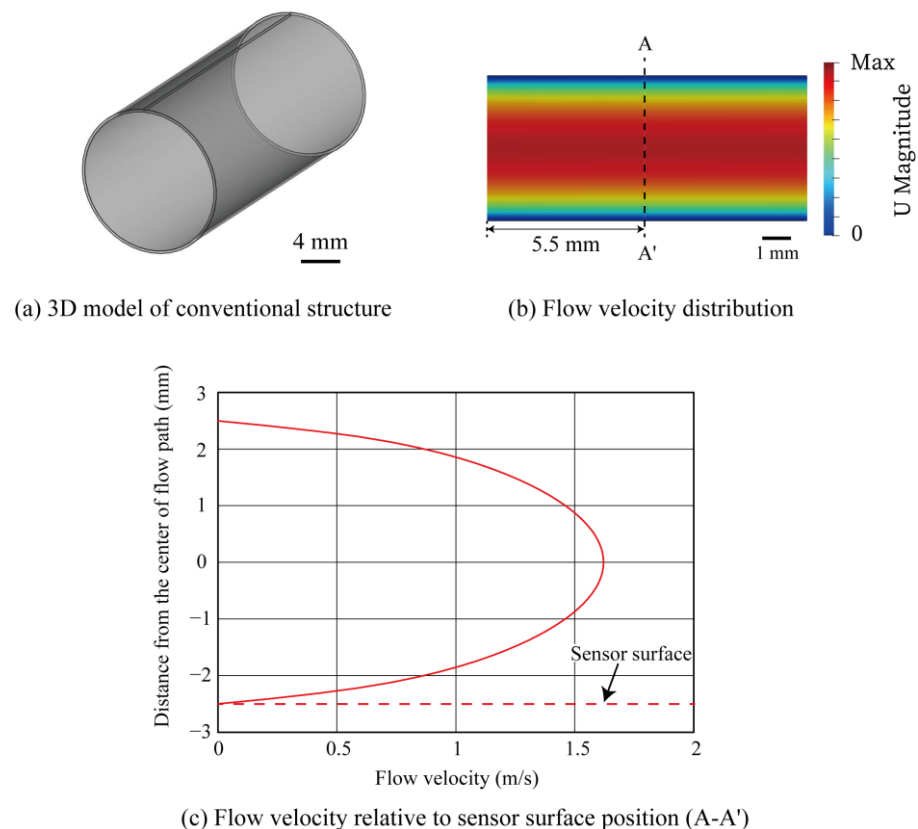 4 mm
(a) 3D model of conventional structure
A
A'
5.5 mm
1 mm
Max
0
U Magnitude
(b) Flow velocity distribution
Distance from the center of flow path (mm)
3
2
1
0
−1
−2
−3
Sensor surface
0
0.5
1
1.5
2
Flow velocity (m/s)
(c) Flow velocity relative to sensor surface position (A-A')